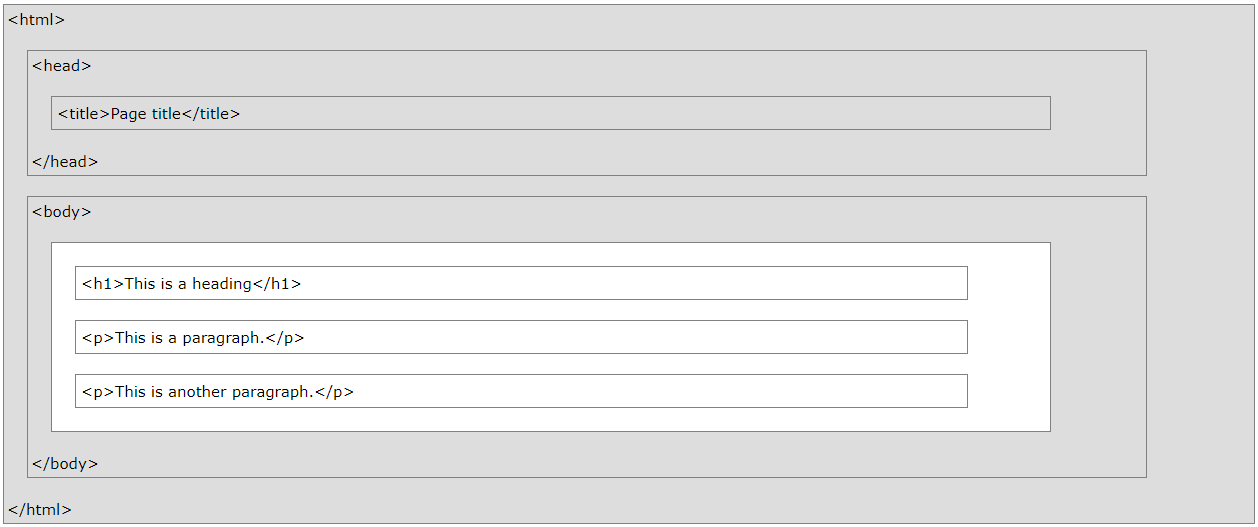 <html>
<head>
<title>Page title</title>
</head>
<body>
<h1>This is a heading</h1>
<p>This is a paragraph.</p>
<p>This is another paragraph.</p>
</body>
</html>